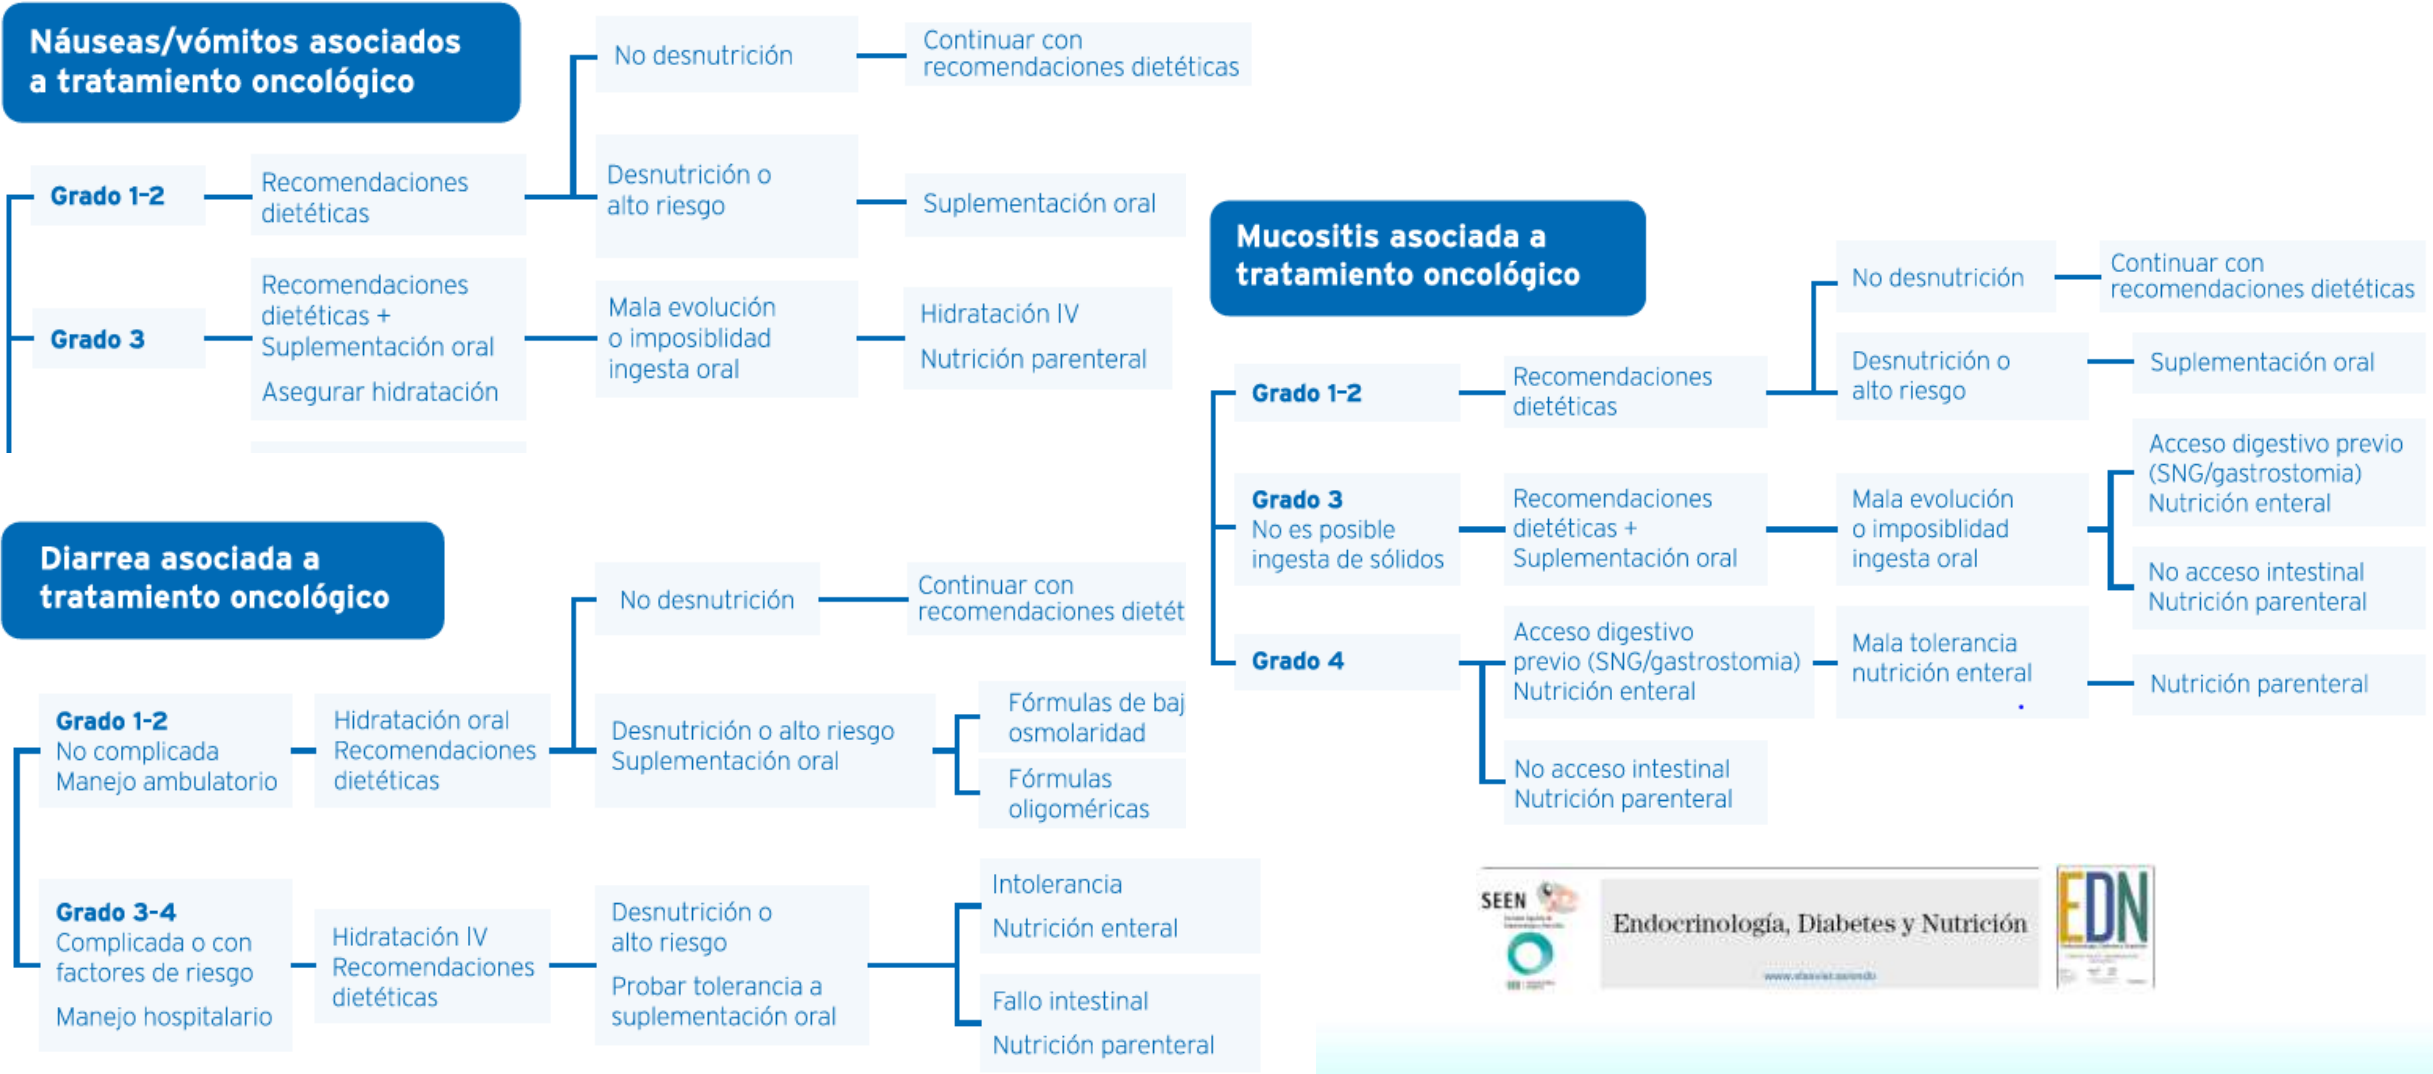 Náuseas/vómitos asociados
a tratamiento oncológico
No desnutrición
Continuar con
recomendaciones dietéticas
Grado 1-2
Recomendaciones
dietéticas
Desnutrición o
alto riesgo
Suplementación oral
Grado 3
Recomendaciones
dietéticas +
Suplementación oral
Asegurar hidratación
Mala evolución
o imposiblidad
ingesta oral
Hidratación IV
Nutrición parenteral
Mucositis asociada a
tratamiento oncológico
No desnutrición
Continuar con
recomendaciones dietéticas
Grado 1-2
Recomendaciones
dietéticas
Desnutrición o
alto riesgo
Suplementación oral
Grado 3
No es posible
ingesta de sólidos
Recomendaciones
dietéticas +
Suplementación oral
Mala evolución
o imposiblidad
ingesta oral
Acceso digestivo previo
(SNG/gastrostomia)
Nutrición enteral
No acceso intestinal
Nutrición parenteral
Grado 4
Acceso digestivo
previo (SNG/gastrostomia)
Nutrición enteral
Mala tolerancia
nutrición enteral
Nutrición parenteral
No acceso intestinal
Nutrición parenteral
Diarrea asociada a
tratamiento oncológico
No desnutrición
Continuar con
recomendaciones dietét
Grado 1-2
No complicada
Manejo ambulatorio
Hidratación oral
Recomendaciones
dietéticas
Desnutrición o alto riesgo
Suplementación oral
Fórmulas de baj
osmolaridad
Fórmulas
oligoméricas
Grado 3-4
Complicada o con
factores de riesgo
Manejo hospitalario
Hidratación IV
Recomendaciones
dietéticas
Desnutrición o
alto riesgo
Probar tolerancia a
suplementación oral
Intolerancia
Nutrición enteral
Fallo intestinal
Nutrición parenteral
SEEN
Endocrinología, Diabetes y Nutrición
EDN